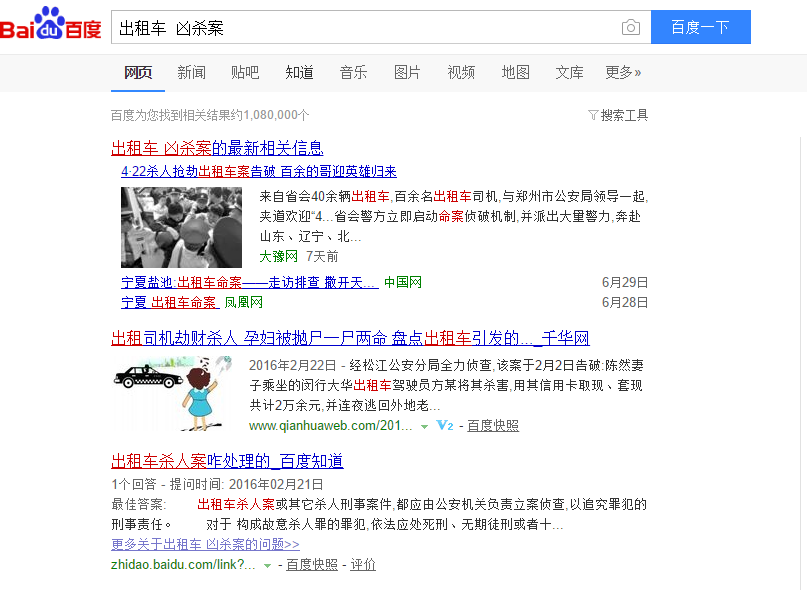 Bai du 百度
出租车 凶杀案
百度一下
网页 新闻 贴吧 知道 音乐 图片 视频 地图 文库 更多»
百度为您找到相关结果约1,080,000个
搜索工具
出租车 凶杀案的最新相关信息
4·22杀人抢劫出租车案告破 百余的哥迎英雄归来
来自省会40余辆出租车,百余名出租车司机,与郑州市公安局领导一起,
夹道欢迎“4...省会警方立即启动命案侦破机制,并派出大量警力,奔赴
山东、辽宁、北...
大豫网 7天前
宁夏盐池:出租车命案——走访排查 撒开天... 中国网 6月29日
宁夏 出租车命案 凤凰网 6月28日
出租司机劫财杀人 孕妇被抛尸一尸两命 盘点出租车引发的..._千华网
2016年2月22日 - 经松江公安分局全力侦查,该案于2月2日告破:陈然妻
子乘坐的闵行大华出租车驾驶员方某将其杀害,用其信用卡取现、套现
共计2万余元,并连夜逃回外地老...
www.qianhuaweb.com/201... V2 - 百度快照
出租车杀人案咋处理的_百度知道
1个回答 - 提问时间: 2016年02月21日
最佳答案: 出租车杀人案或其它杀人刑事案件,都应由公安机关负责立案侦查,以追究罪犯的
刑事责任。 对于 构成故意杀人罪的罪犯,依法应处死刑、无期徒刑或者十...
更多关于出租车 凶杀案的问题>>
zhidao.baidu.com/link?... - 百度快照 - 评价